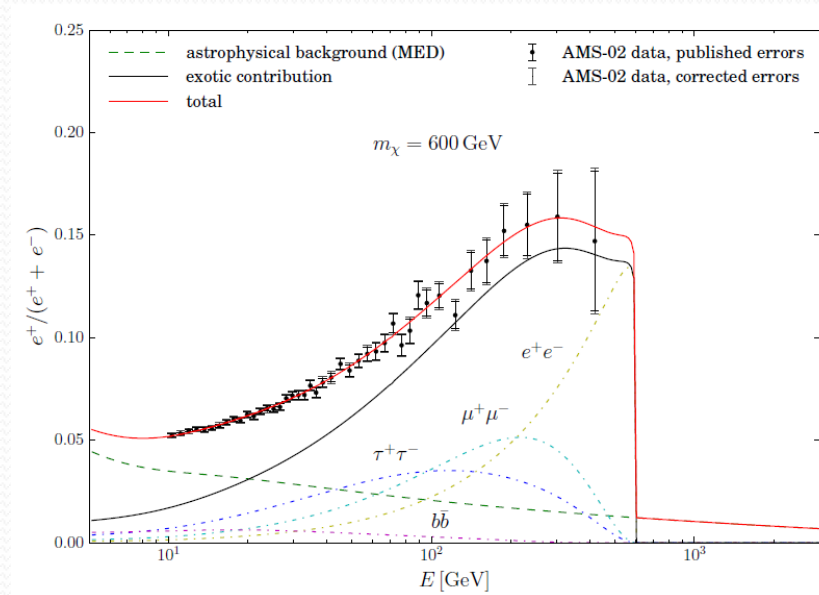 0.25
0.20
0.15
0.10
0.05
0.00
e⁺/(e⁺ + e⁻)
astrophysical background (MED)
exotic contribution
total
AMS-02 data, published errors
AMS-02 data, corrected errors
mχ = 600 GeV
e⁺e⁻
μ⁺μ⁻
τ⁺τ⁻
bb̄
10¹
10²
10³
E [GeV]